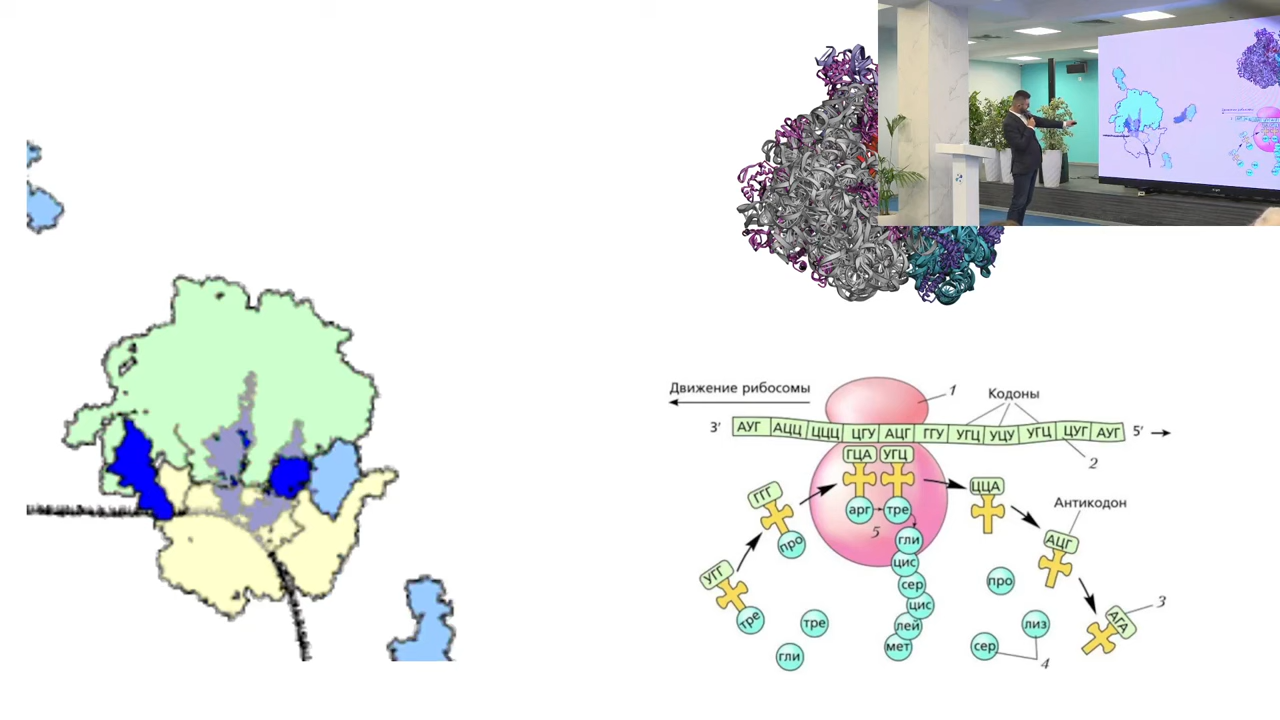 Движение рибосомы
1
Кодоны
3′ АУГ АЦЦ ЦЦЦ ЦГУ АЦГ ГГУ УГЦ УЦУ УГЦ ЦУГ АУГ 5′
2
ГЦА УГЦ
ГГГ
ЦЦА
Антикодон
арг тре
5
про
гли
АЦГ
цис
УГГ
сер
про
3
тре
тре
цис
АГА
лей
лиз
гли
мет
сер
4